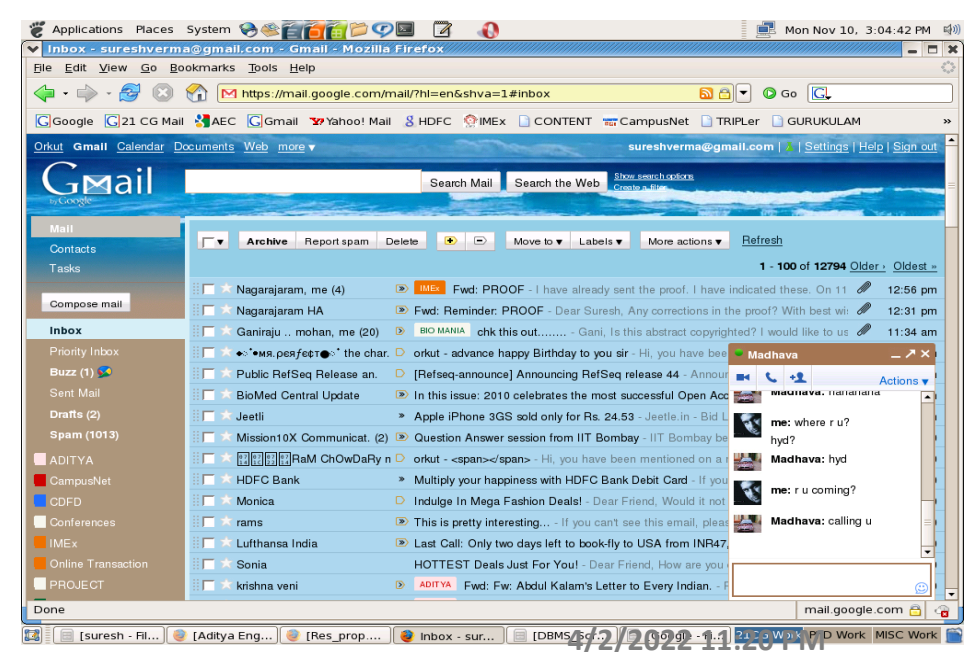 Applications Places System Mon Nov 10, 3:04:42 PM
Inbox - sureshverma@gmail.com - Gmail - Mozilla Firefox
File Edit View Go Bookmarks Tools Help
https://mail.google.com/mail/?hl=en&shva=1#inbox Go G
Google 21 CG Mail AEC Gmail Yahoo! Mail HDFC IMEx CONTENT CampusNet TRIPLer GURUKULAM »
Orkut Gmail Calendar Documents Web more ▼ sureshverma@gmail.com | Settings | Help | Sign out
Gmail by Google Search Mail Search the Web Show search options
Create a filter
Mail
Contacts
Tasks
Compose mail
Inbox
Priority Inbox
Buzz (1)
Sent Mail
Drafts (2)
Spam (1013)
ADITYA
CampusNet
CDFD
Conferences
IMEx
Online Transaction
PROJECT
Archive Report spam Delete Move to ▼ Labels ▼ More actions ▼ Refresh
1 - 100 of 12794 Older › Oldest »
Nagarajaram, me (4) IMEx Fwd: PROOF - I have already sent the proof. I have indicated these. On 11 12:56 pm
Nagarajaram HA Fwd: Reminder: PROOF - Dear Suresh, Any corrections in the proof? With best wi 12:31 pm
Ganiraju .. mohan, me (20) BIO MANIA chk this out........ - Gani, Is this abstract copyrighted? I would like to us 11:34 am
the char. orkut - advance happy Birthday to you sir - Hi, you have bee
Public RefSeq Release an. [Refseq-announce] Announcing RefSeq release 44 - Announ
BioMed Central Update In this issue: 2010 celebrates the most successful Open Acc
Jeetli » Apple iPhone 3GS sold only for Rs. 24.53 - Jeetle.in - Bid L
Mission10X Communicat. (2) Question Answer session from IIT Bombay - IIT Bombay be
RaM ChOwDaRy n orkut - <span></span> - Hi, you have been mentioned on a
HDFC Bank » Multiply your happiness with HDFC Bank Debit Card - If you
Monica Indulge In Mega Fashion Deals! - Dear Friend, Would it not
rams This is pretty interesting... - If you can't see this email, pleas
Lufthansa India Last Call: Only two days left to book-fly to USA from INR47,
Sonia HOTTEST Deals Just For You! - Dear Friend, How are you
krishna veni ADITYA Fwd: Fw: Abdul Kalam's Letter to Every Indian. -
Madhava
Actions ▼
Madhava: hahahaha
me: where r u?
hyd?
Madhava: hyd
me: r u coming?
Madhava: calling u
Done mail.google.com
[suresh - Fil... [Aditya Eng... [Res_prop.... Inbox - sur... [DBMS_Scr... 21CG Work PhD Work MISC Work
4/2/2022 11:20 PM